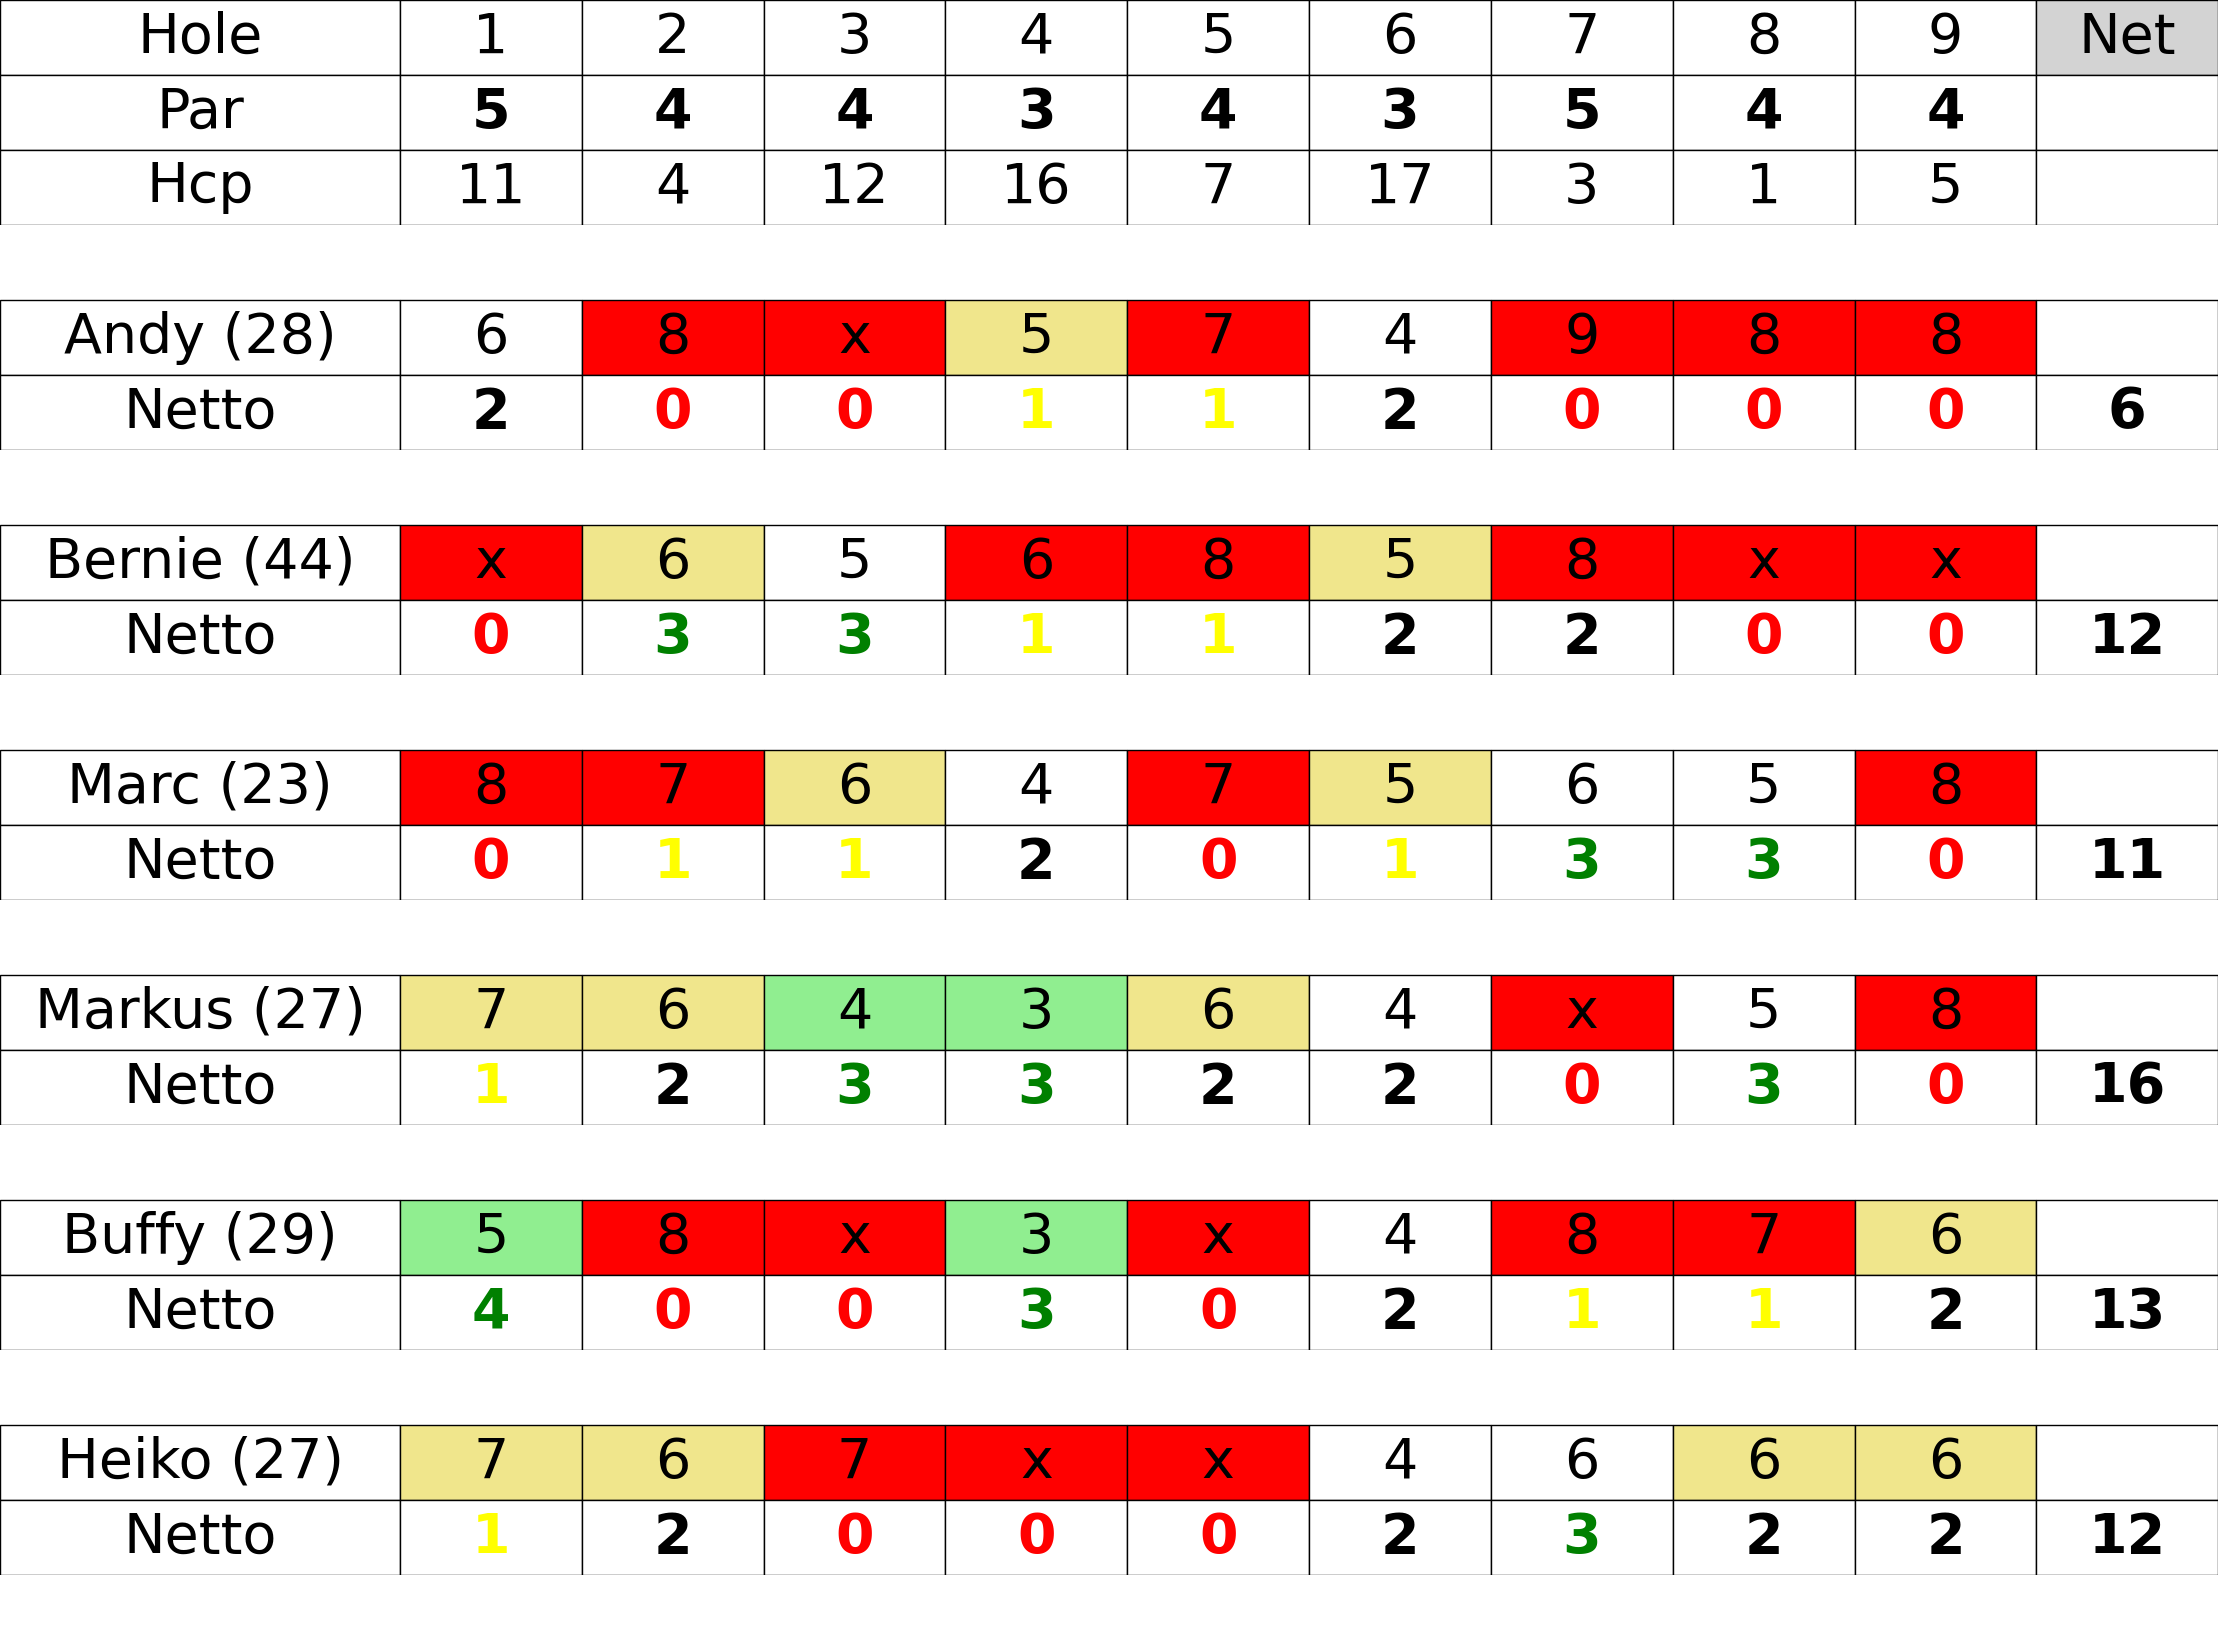 Hole 1 2 3 4 5 6 7 8 9 Net
Par 5 4 4 3 4 3 5 4 4
Hcp 11 4 12 16 7 17 3 1 5
Andy (28) 6 8 x 5 7 4 9 8 8
Netto 2 0 0 1 1 2 0 0 0 6
Bernie (44) x 6 5 6 8 5 8 x x
Netto 0 3 3 1 1 2 2 0 0 12
Marc (23) 8 7 6 4 7 5 6 5 8
Netto 0 1 1 2 0 1 3 3 0 11
Markus (27) 7 6 4 3 6 4 x 5 8
Netto 1 2 3 3 2 2 0 3 0 16
Buffy (29) 5 8 x 3 x 4 8 7 6
Netto 4 0 0 3 0 2 1 1 2 13
Heiko (27) 7 6 7 x x 4 6 6 6
Netto 1 2 0 0 0 2 3 2 2 12